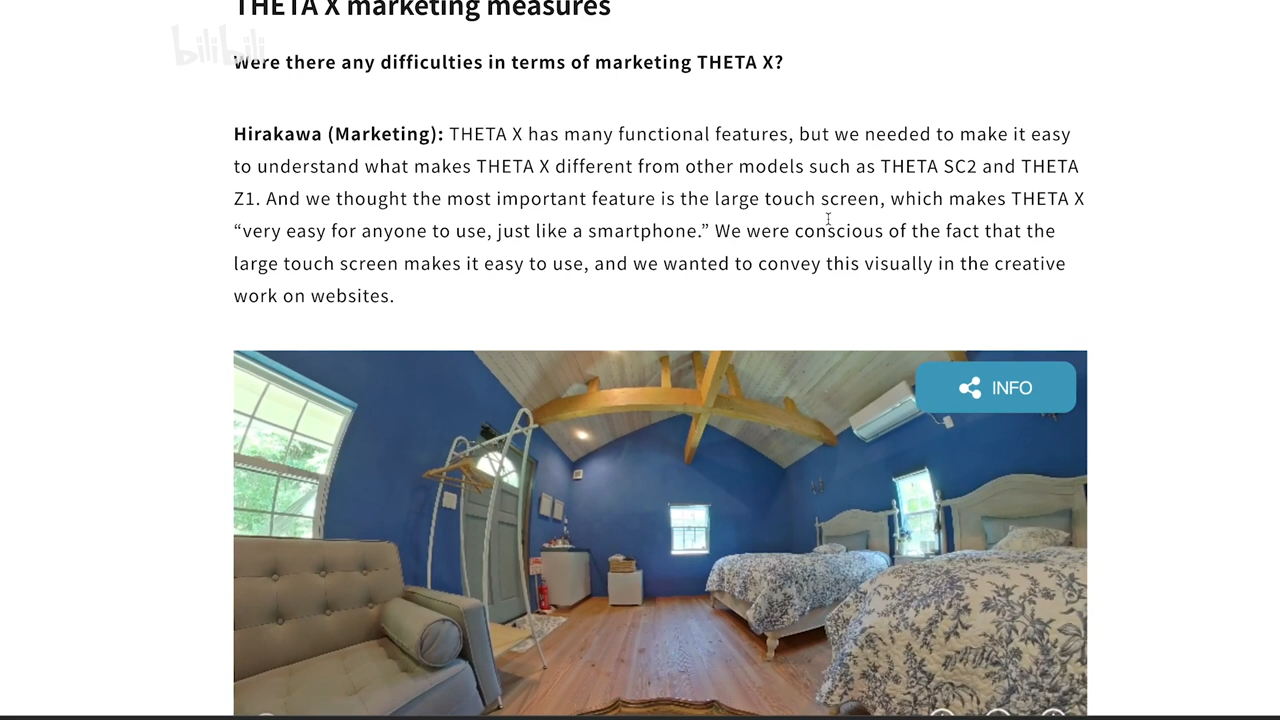 THETA X marketing measures
bilibili
Were there any difficulties in terms of marketing THETA X?
Hirakawa (Marketing): THETA X has many functional features, but we needed to make it easy
to understand what makes THETA X different from other models such as THETA SC2 and THETA
Z1. And we thought the most important feature is the large touch screen, which makes THETA X
“very easy for anyone to use, just like a smartphone.” We were conscious of the fact that the
large touch screen makes it easy to use, and we wanted to convey this visually in the creative
work on websites.
INFO